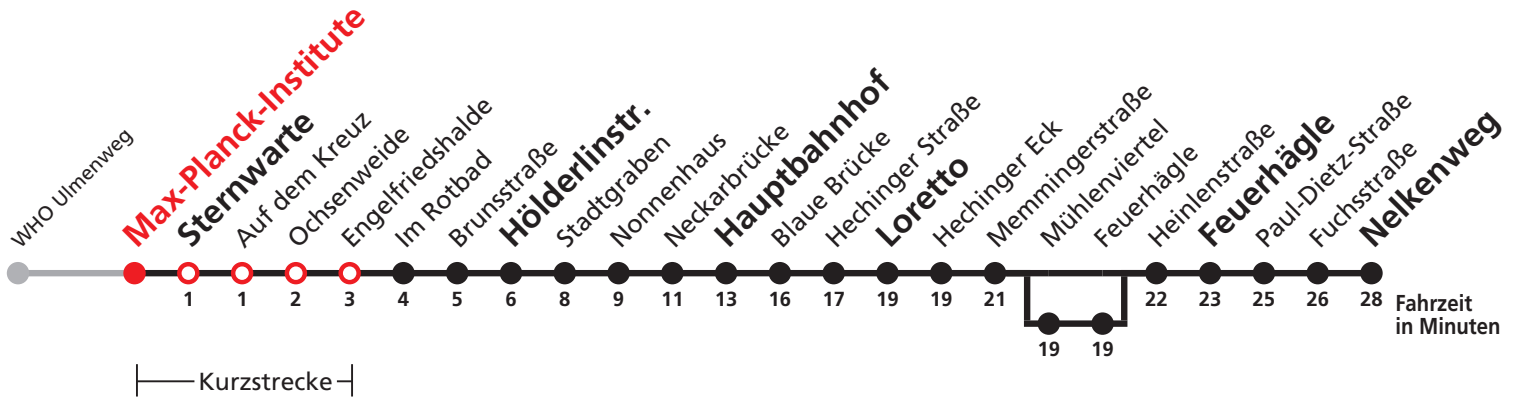 WHO Ulmenweg
Max-Planck-Institute
Sternwarte
Auf dem Kreuz
Ochsenweide
Engelfriedshalde
Im Rotbad
Brunsstraße
Hölderlinstr.
Stadtgraben
Nonnenhaus
Neckarbrücke
Hauptbahnhof
Blaue Brücke
Hechinger Straße
Loretto
Hechinger Eck
Memmingerstraße
Mühlenviertel
Feuerhägle
Heinlenstraße
Feuerhägle
Paul-Dietz-Straße
Fuchsstraße
Nelkenweg
1 1 2 3 4 5 6 8 9 11 13 16 17 19 19 21 22 23 25 26 28
Fahrzeit
in Minuten
19 19
Kurzstrecke